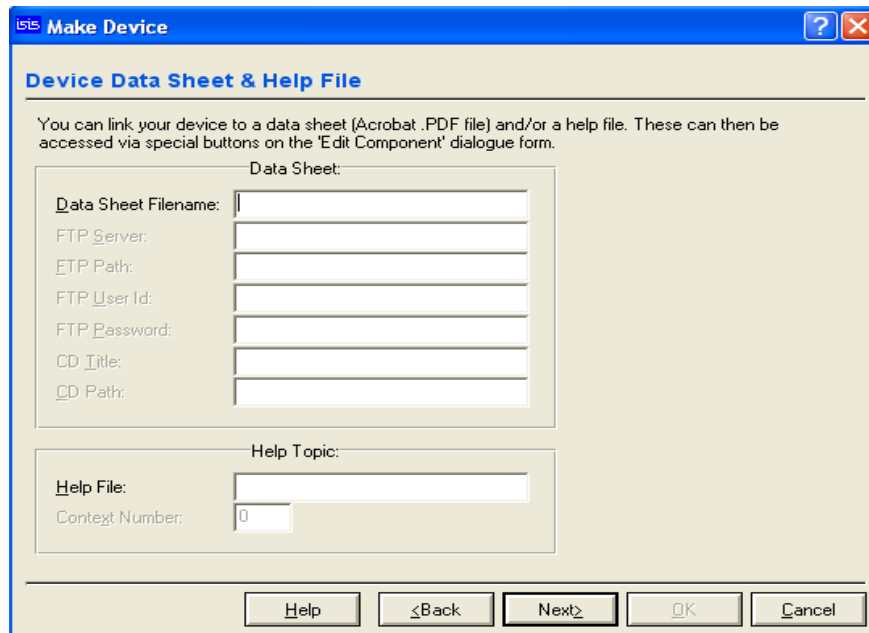 isis Make Device
Device Data Sheet & Help File
You can link your device to a data sheet (Acrobat .PDF file) and/or a help file. These can then be
accessed via special buttons on the 'Edit Component' dialogue form.
Data Sheet:
Data Sheet Filename:
FTP Server:
FTP Path:
FTP User Id:
FTP Password:
CD Title:
CD Path:
Help Topic:
Help File:
Context Number: 0
Help <Back Next> OK Cancel